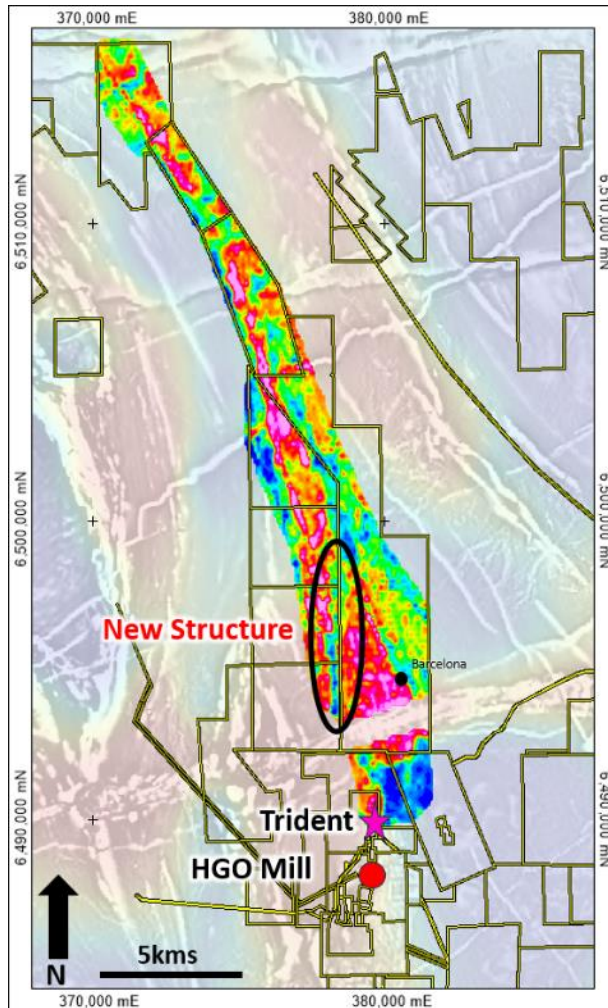 370,000 mE
380,000 mE
6,510,000 mN
6,510,000 mN
6,500,000 mN
6,500,000 mN
New Structure
Barcelona
6,490,000 mN
6,490,000 mN
Trident
HGO Mill
N
5kms
370,000 mE
380,000 mE